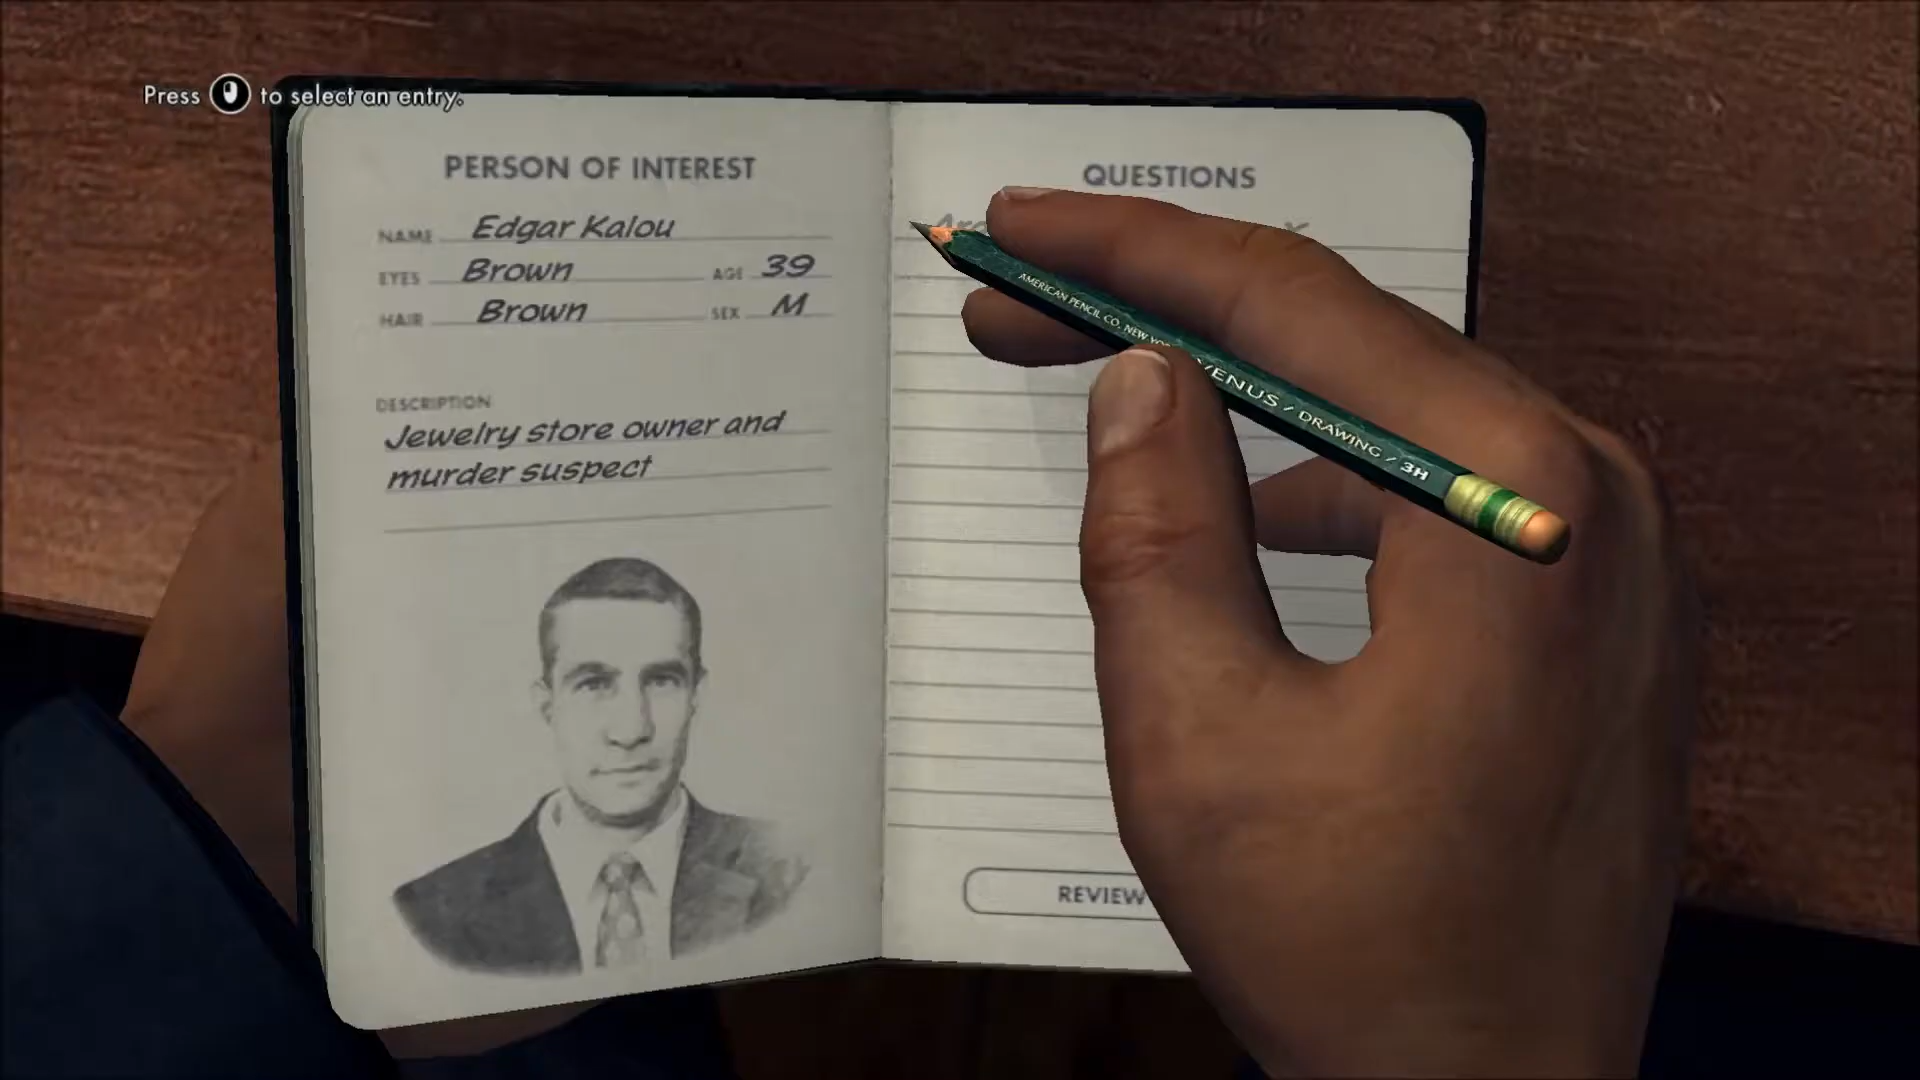 Press to select an entry.
PERSON OF INTEREST
NAME Edgar Kalou
EYES Brown AGE 39
HAIR Brown SEX M
DESCRIPTION
Jewelry store owner and
murder suspect
QUESTIONS
AMERICAN PENCIL CO. NEW
VENUS / DRAWING / 3H
REVIEW